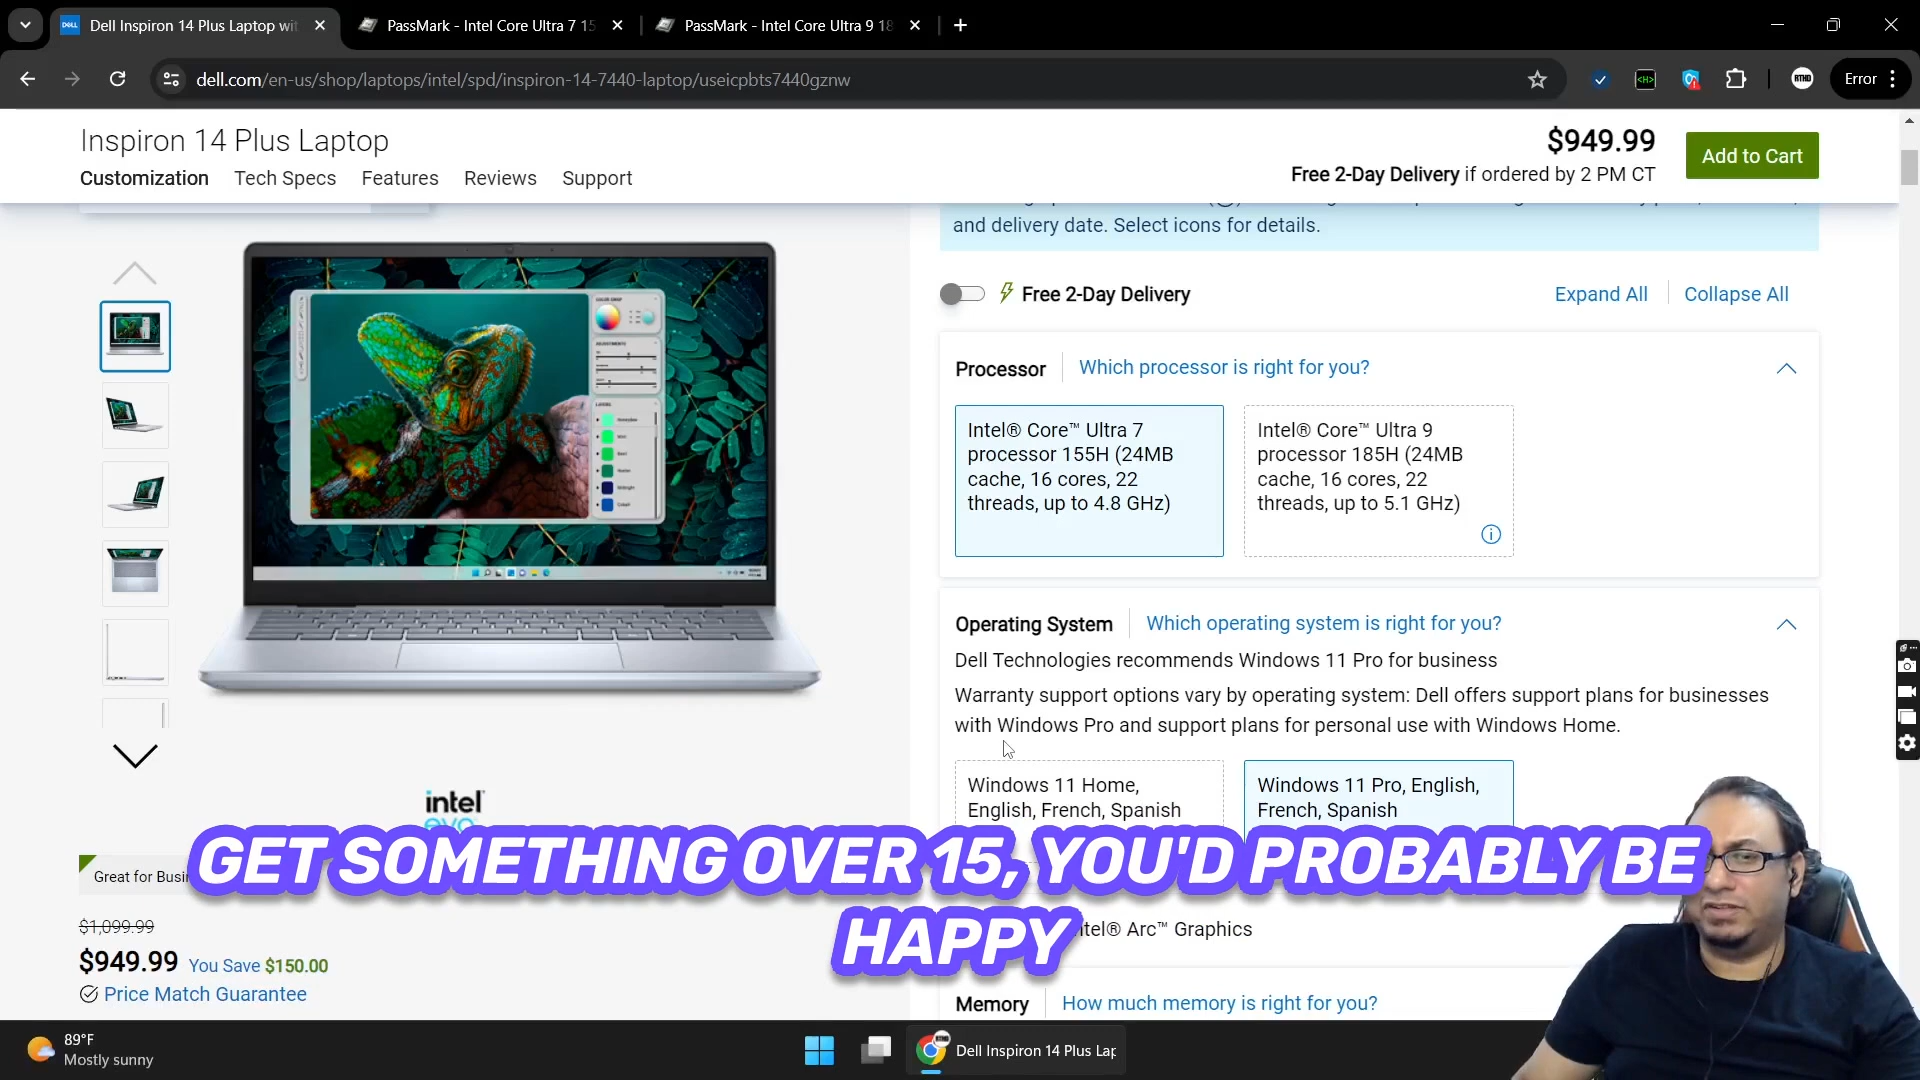 Dell Inspiron 14 Plus Laptop wi
PassMark - Intel Core Ultra 7 15
PassMark - Intel Core Ultra 9 18
dell.com/en-us/shop/laptops/intel/spd/inspiron-14-7440-laptop/useicpbts7440gznw
Error
Inspiron 14 Plus Laptop
$949.99
Free 2-Day Delivery if ordered by 2 PM CT
Add to Cart
Customization
Tech Specs
Features
Reviews
Support
and delivery date. Select icons for details.
Free 2-Day Delivery
Expand All
Collapse All
Processor
Which processor is right for you?
Intel® Core™ Ultra 7
processor 155H (24MB
cache, 16 cores, 22
threads, up to 4.8 GHz)
Intel® Core™ Ultra 9
processor 185H (24MB
cache, 16 cores, 22
threads, up to 5.1 GHz)
Operating System
Which operating system is right for you?
Dell Technologies recommends Windows 11 Pro for business
Warranty support options vary by operating system: Dell offers support plans for businesses
with Windows Pro and support plans for personal use with Windows Home.
Windows 11 Home,
English, French, Spanish
Windows 11 Pro, English,
French, Spanish
intel
evo
GET SOMETHING OVER 15, YOU'D PROBABLY BE
HAPPY
Great for Busi
$1,099.99
$949.99 You Save $150.00
Price Match Guarantee
ntel® Arc™ Graphics
Memory
How much memory is right for you?
89°F
Mostly sunny
Dell Inspiron 14 Plus Lap